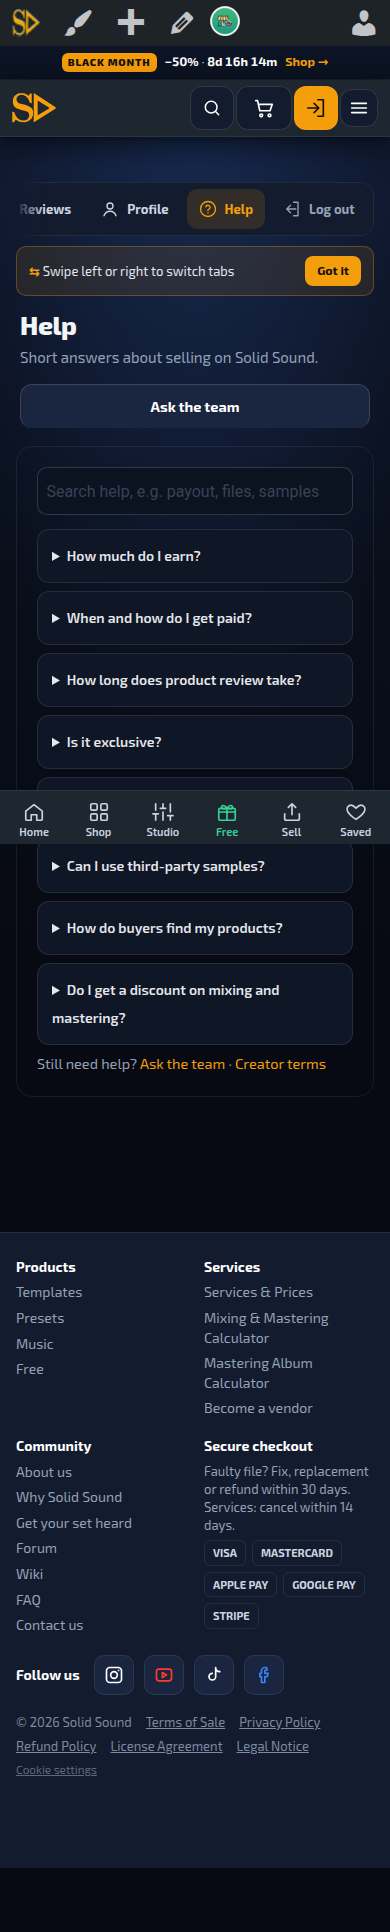 BLACK MONTH −50% · 8d 16h 14m Shop →
Reviews Profile Help Log out
⇆ Swipe left or right to switch tabs Got it
Help
Short answers about selling on Solid Sound.
Ask the team
Search help, e.g. payout, files, samples
▶ How much do I earn?
▶ When and how do I get paid?
▶ How long does product review take?
▶ Is it exclusive?
Home Shop Studio Free Sell Saved
▶ Can I use third-party samples?
▶ How do buyers find my products?
▶ Do I get a discount on mixing and
mastering?
Still need help? Ask the team · Creator terms
Products
Templates
Presets
Music
Free
Services
Services & Prices
Mixing & Mastering
Calculator
Mastering Album
Calculator
Become a vendor
Community
About us
Why Solid Sound
Get your set heard
Forum
Wiki
FAQ
Contact us
Secure checkout
Faulty file? Fix, replacement
or refund within 30 days.
Services: cancel within 14
days.
VISA MASTERCARD
APPLE PAY GOOGLE PAY
STRIPE
Follow us
© 2026 Solid Sound Terms of Sale Privacy Policy
Refund Policy License Agreement Legal Notice
Cookie settings